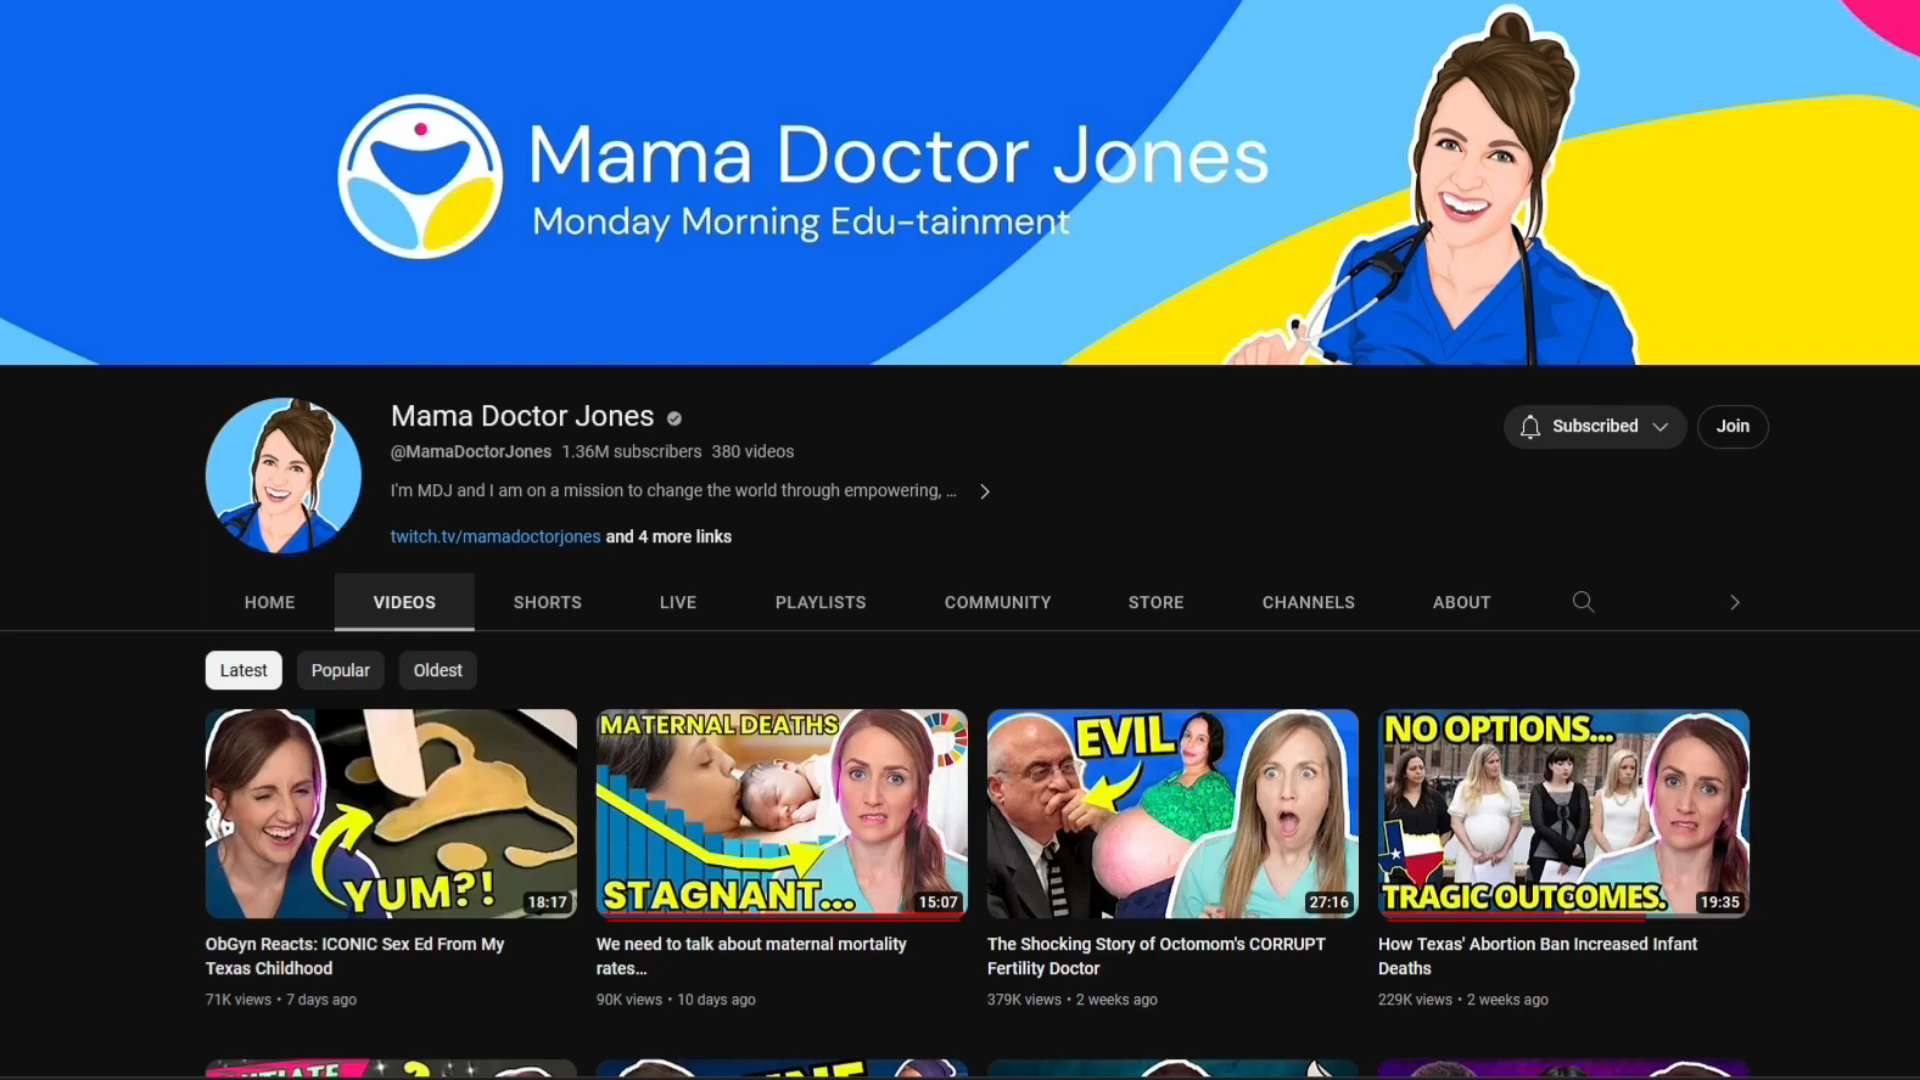 Mama Doctor Jones
Monday Morning Edu-tainment
Mama Doctor Jones
@MamaDoctorJones 1.36M subscribers 380 videos
I'm MDJ and I am on a mission to change the world through empowering, ...
twitch.tv/mamadoctorjones and 4 more links
Subscribed
Join
HOME VIDEOS SHORTS LIVE PLAYLISTS COMMUNITY STORE CHANNELS ABOUT
Latest Popular Oldest
YUM?!
18:17
ObGyn Reacts: ICONIC Sex Ed From My
Texas Childhood
71K views • 7 days ago
MATERNAL DEATHS
STAGNANT...
15:07
We need to talk about maternal mortality
rates...
90K views • 10 days ago
EVIL
27:16
The Shocking Story of Octomom's CORRUPT
Fertility Doctor
379K views • 2 weeks ago
NO OPTIONS...
TRAGIC OUTCOMES.
19:35
How Texas' Abortion Ban Increased Infant
Deaths
229K views • 2 weeks ago